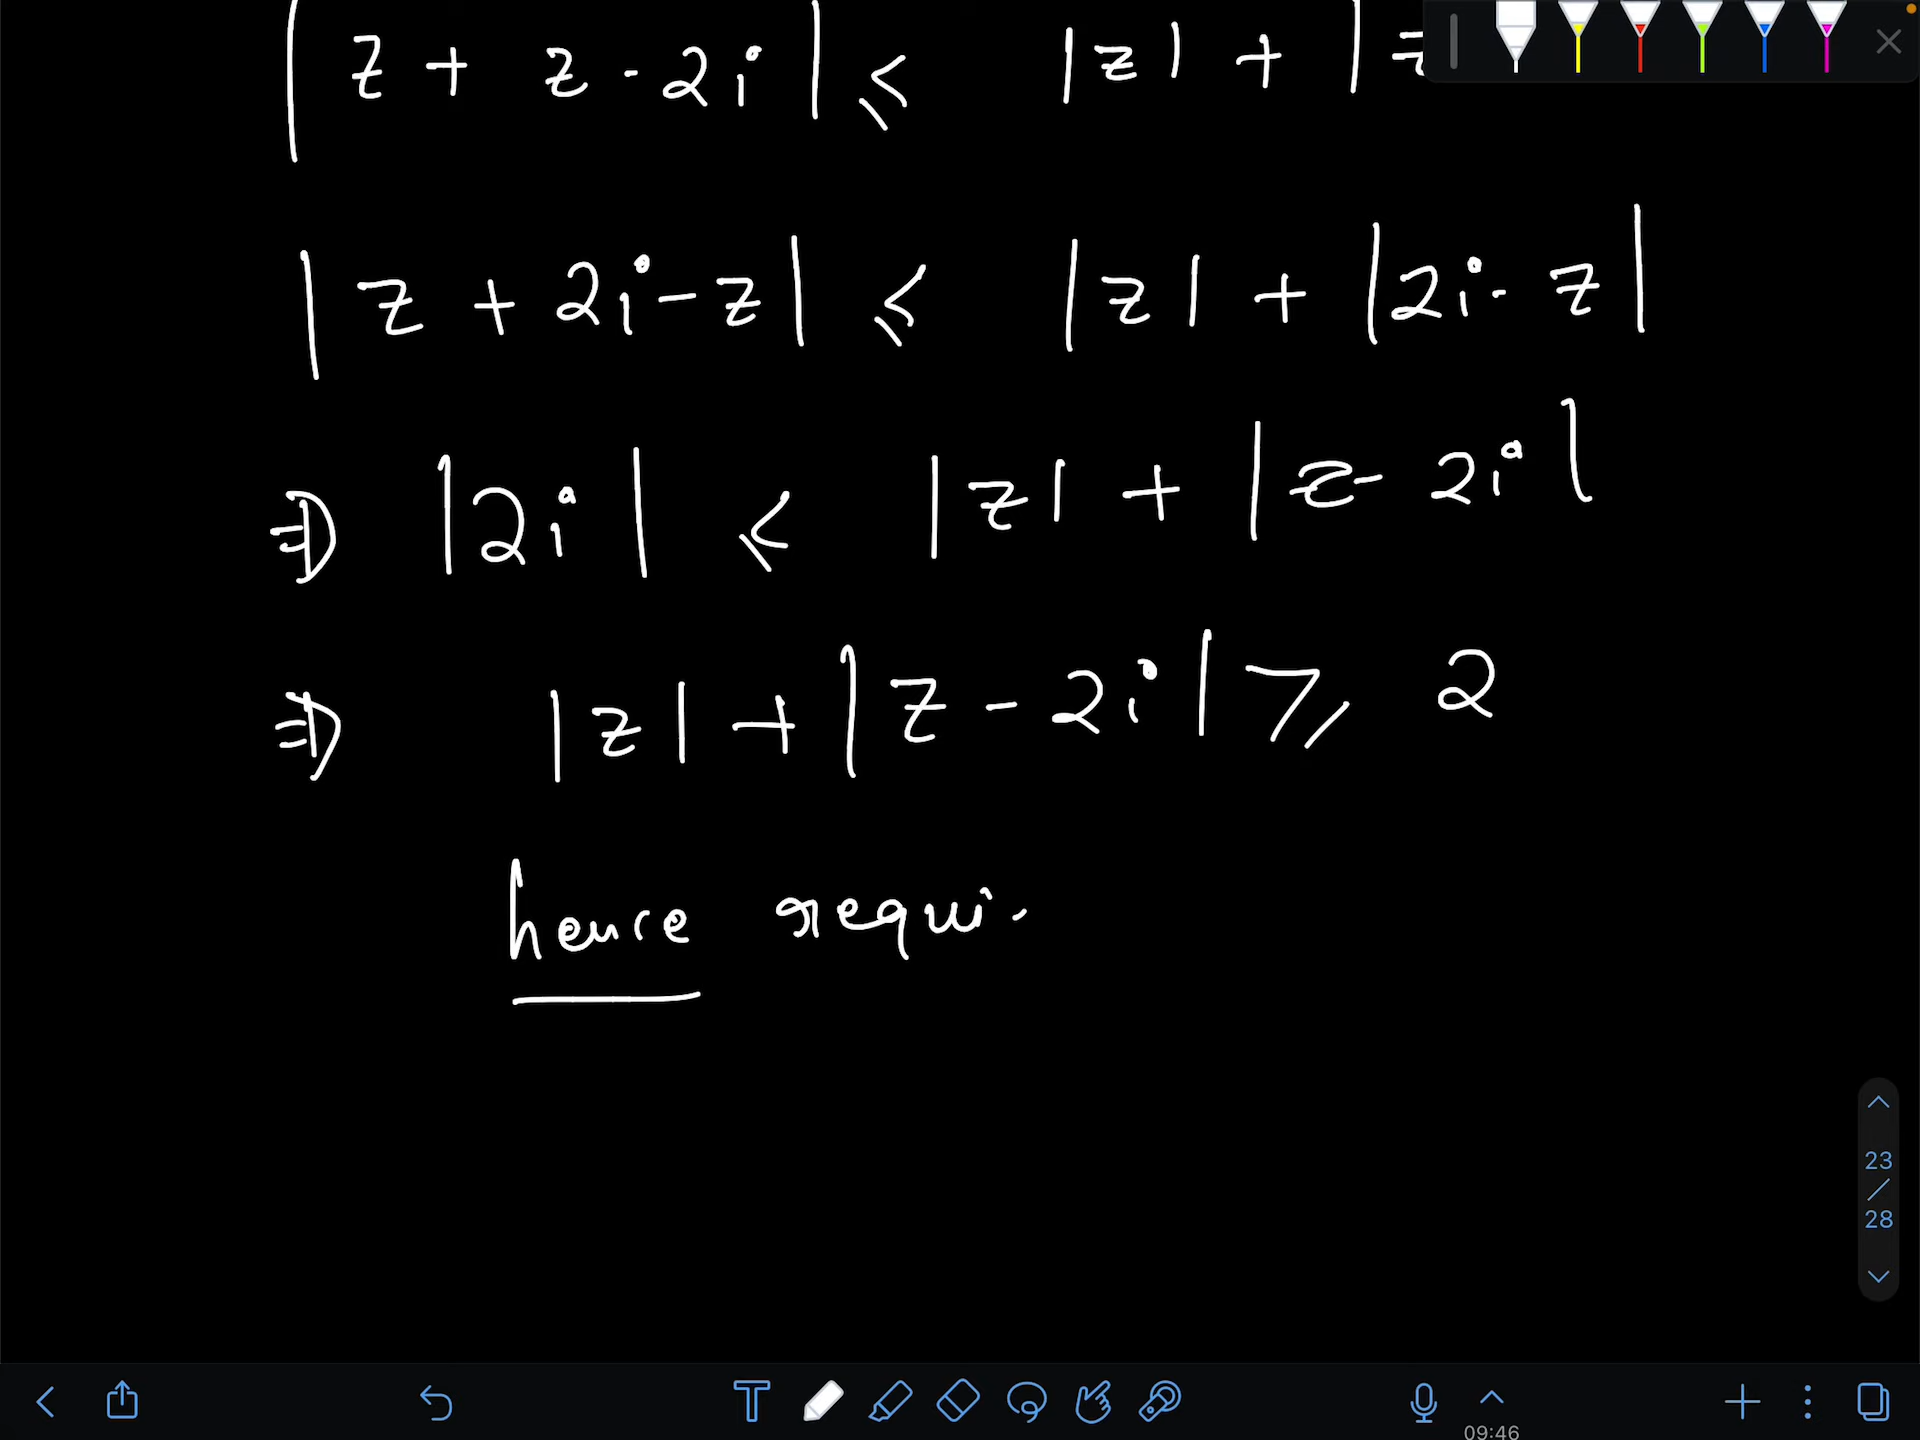 |z + z - 2i| ≤ |z| + |z
|z + 2i - z| ≤ |z| + |2i - z|
⇒ |2i| ≤ |z| + |z - 2i|
⇒ |z| + |z - 2i| ≥ 2
hence requi.
23
/
28
T
09:46